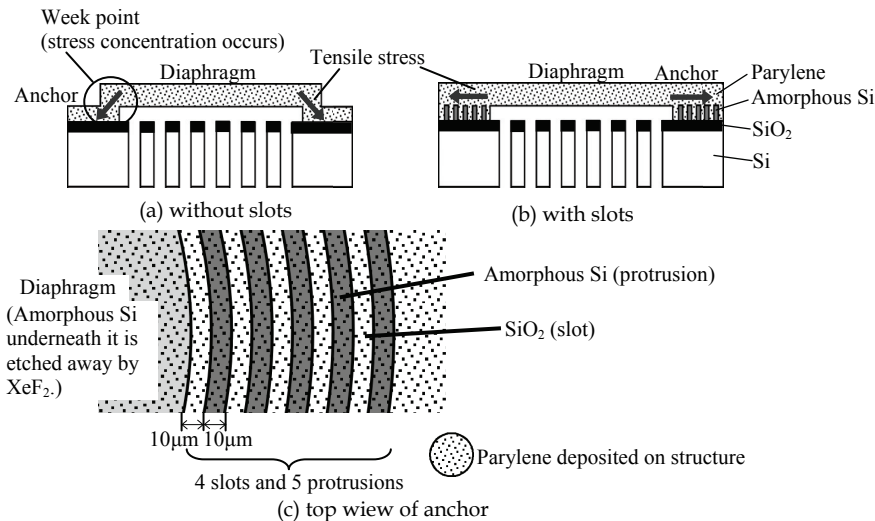 Week point
(stress concentration occurs)
Diaphragm
Tensile stress
Anchor
Diaphragm
Anchor
Parylene
Amorphous Si
SiO2
Si
(a) without slots
(b) with slots
Diaphragm
(Amorphous Si
underneath it is
etched away by
XeF2.)
Amorphous Si (protrusion)
SiO2 (slot)
10μm 10μm
4 slots and 5 protrusions
Parylene deposited on structure
(c) top wiew of anchor